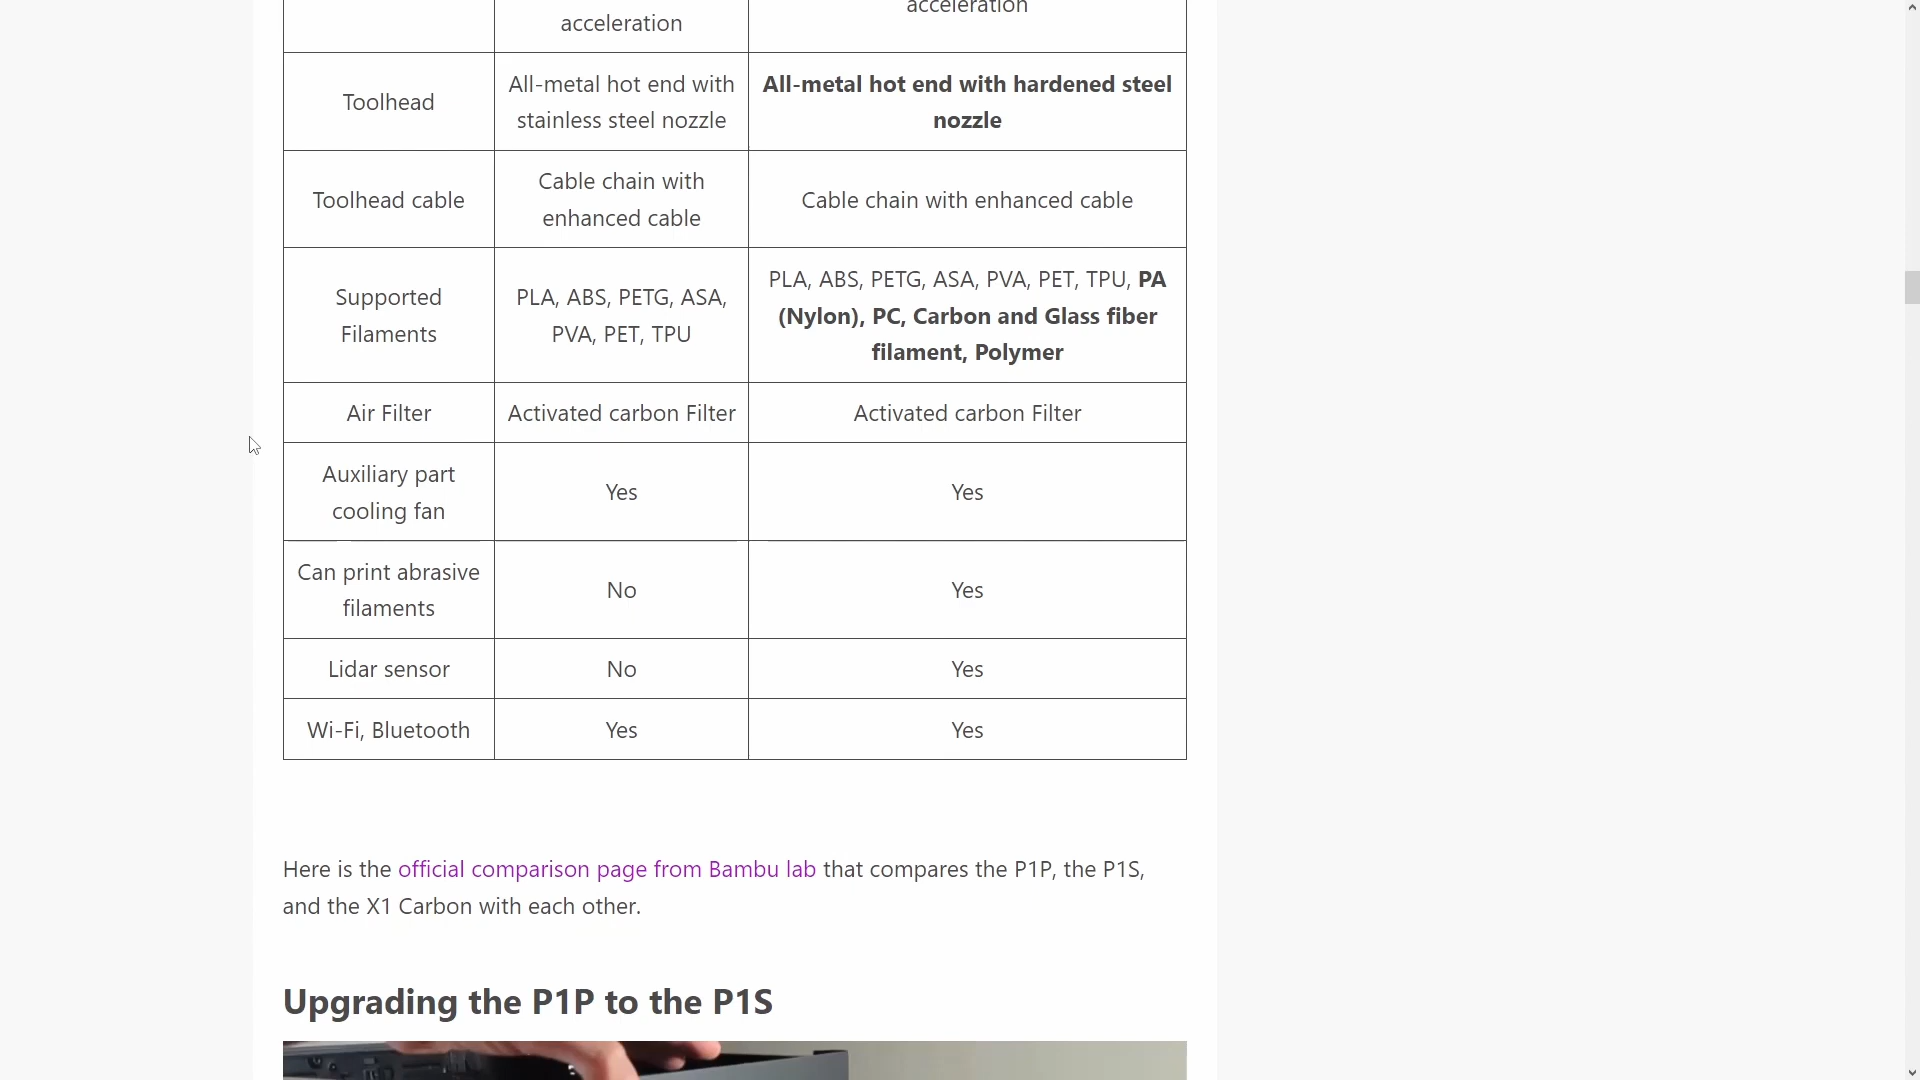 acceleration
acceleration
Toolhead
All-metal hot end with
stainless steel nozzle
All-metal hot end with hardened steel
nozzle
Toolhead cable
Cable chain with
enhanced cable
Cable chain with enhanced cable
Supported
Filaments
PLA, ABS, PETG, ASA,
PVA, PET, TPU
PLA, ABS, PETG, ASA, PVA, PET, TPU, PA
(Nylon), PC, Carbon and Glass fiber
filament, Polymer
Air Filter
Activated carbon Filter
Activated carbon Filter
Auxiliary part
cooling fan
Yes
Yes
Can print abrasive
filaments
No
Yes
Lidar sensor
No
Yes
Wi-Fi, Bluetooth
Yes
Yes
Here is the official comparison page from Bambu lab that compares the P1P, the P1S,
and the X1 Carbon with each other.
Upgrading the P1P to the P1S